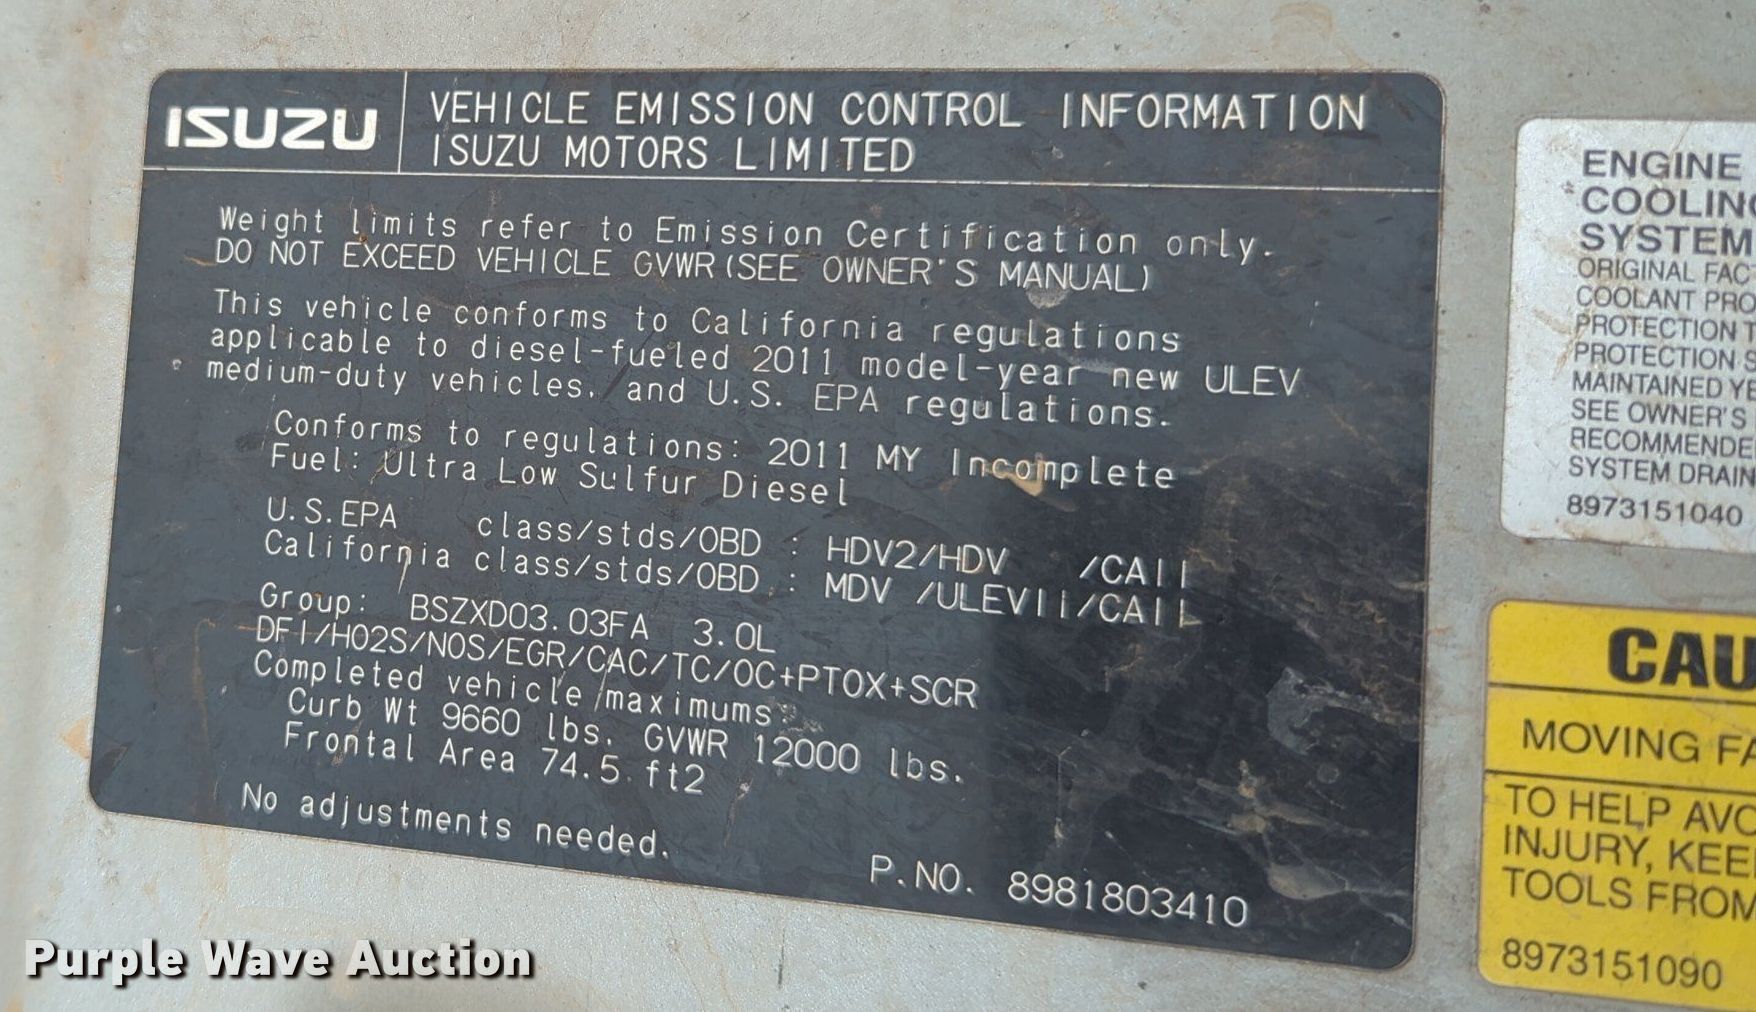 ISUZU
VEHICLE EMISSION CONTROL INFORMATION
ISUZU MOTORS LIMITED
Weight limits refer to Emission Certification only.
DO NOT EXCEED VEHICLE GVWR(SEE OWNER'S MANUAL)
This vehicle conforms to California regulations
applicable to diesel-fueled 2011 model-year new ULEV
medium-duty vehicles, and U.S. EPA regulations.
Conforms to regulations: 2011 MY Incomplete
Fuel: Ultra Low Sulfur Diesel
U.S.EPA class/stds/OBD : HDV2/HDV /CAII
California class/stds/OBD : MDV /ULEVII/CAII
Group: BSZXD03.03FA 3.0L
DFI/HO2S/NOS/EGR/CAC/TC/OC+PTOX+SCR
Completed vehicle maximums:
Curb Wt 9660 lbs. GVWR 12000 lbs.
Frontal Area 74.5 ft2
No adjustments needed.
P.NO. 8981803410
ENGINE
COOLING
SYSTEM
ORIGINAL FAC
COOLANT PRO
PROTECTION T
PROTECTION S
MAINTAINED YE
SEE OWNER'S
RECOMMENDE
SYSTEM DRAIN
8973151040
CAU
MOVING FA
TO HELP AVO
INJURY, KEE
TOOLS FROM
8973151090
Purple Wave Auction